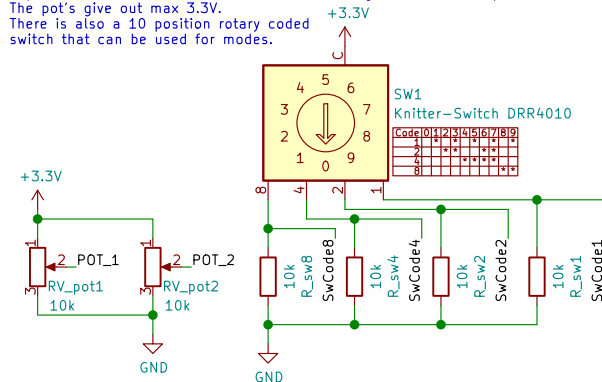 The pot's give out max 3.3V.
There is also a 10 position rotary coded
switch that can be used for modes.
+3.3V
C
5
4 6
3 7
2 8
1 9
0
SW1
Knitter-Switch DRR4010
Code 0 1 2 3 4 5 6 7 8 9
1 * * * * *
2 * * * *
4 * * * *
8 * *
8 4 2 1
+3.3V
1 2 3
POT_1
RV_pot1
10k
1 2 3
POT_2
RV_pot2
10k
GND
10k
R_sw8
SwCode8
10k
R_sw4
SwCode4
10k
R_sw2
SwCode2
10k
R_sw1
SwCode1
GND